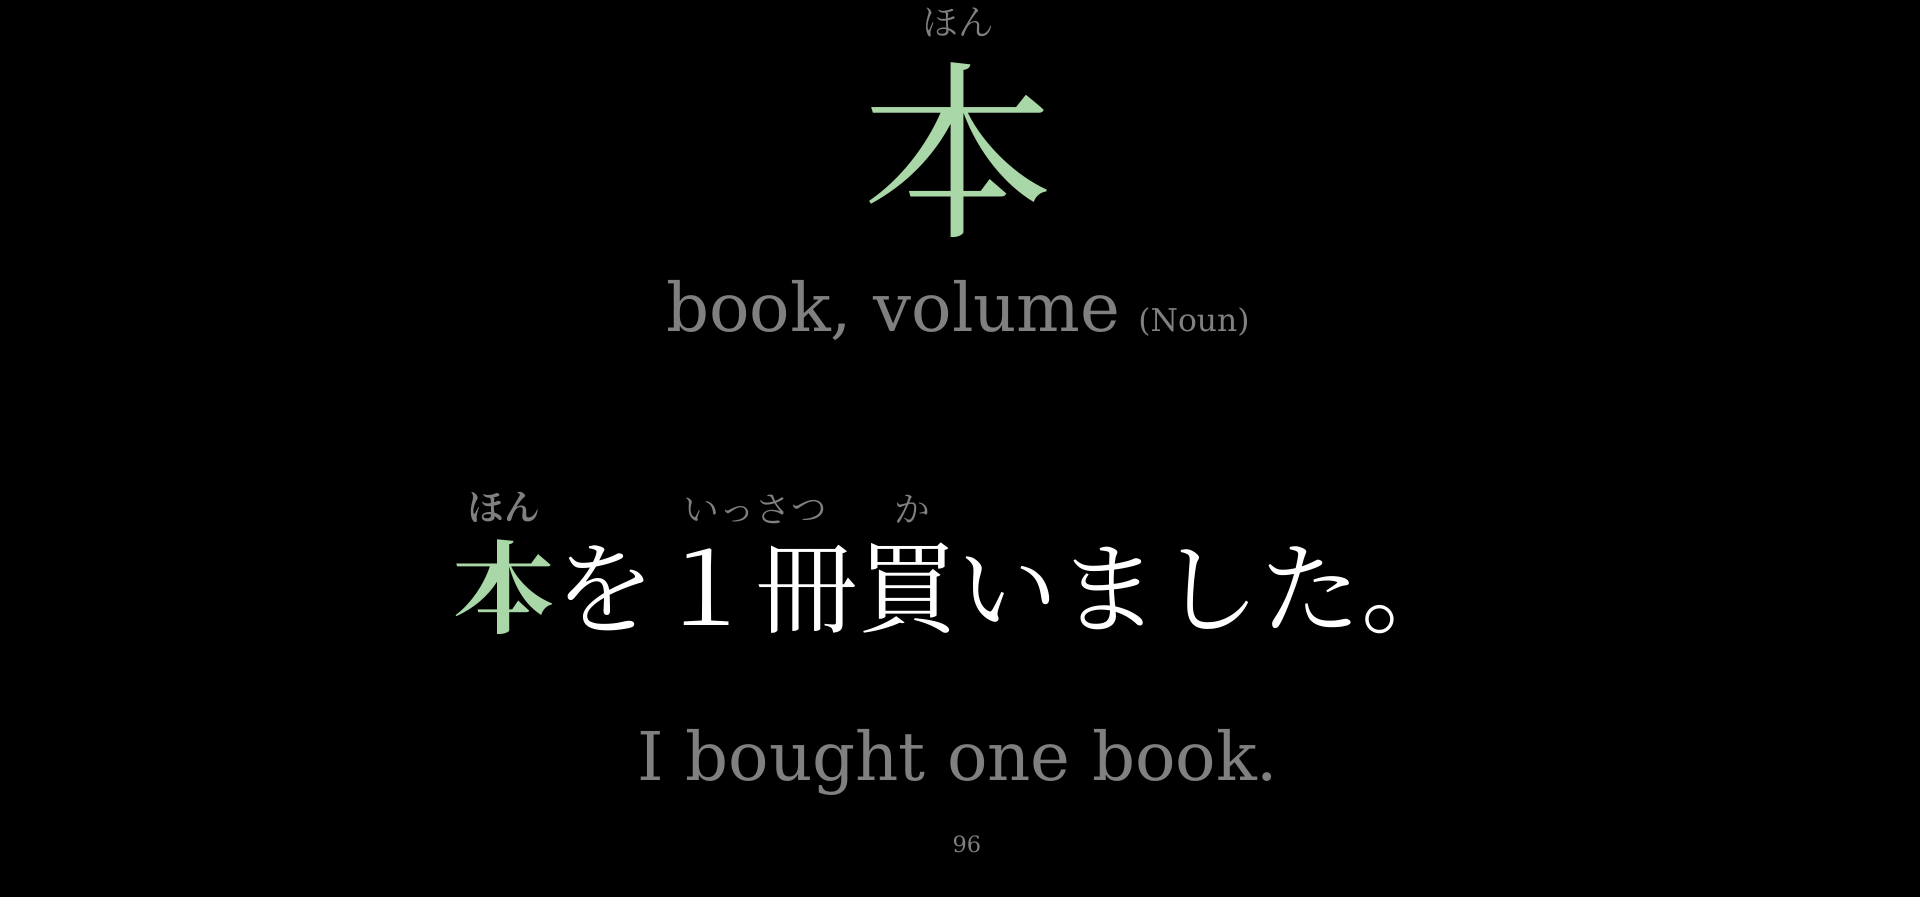 ほん
本
book, volume (Noun)
ほん いっさつ か
本を１冊買いました。
I bought one book.
96